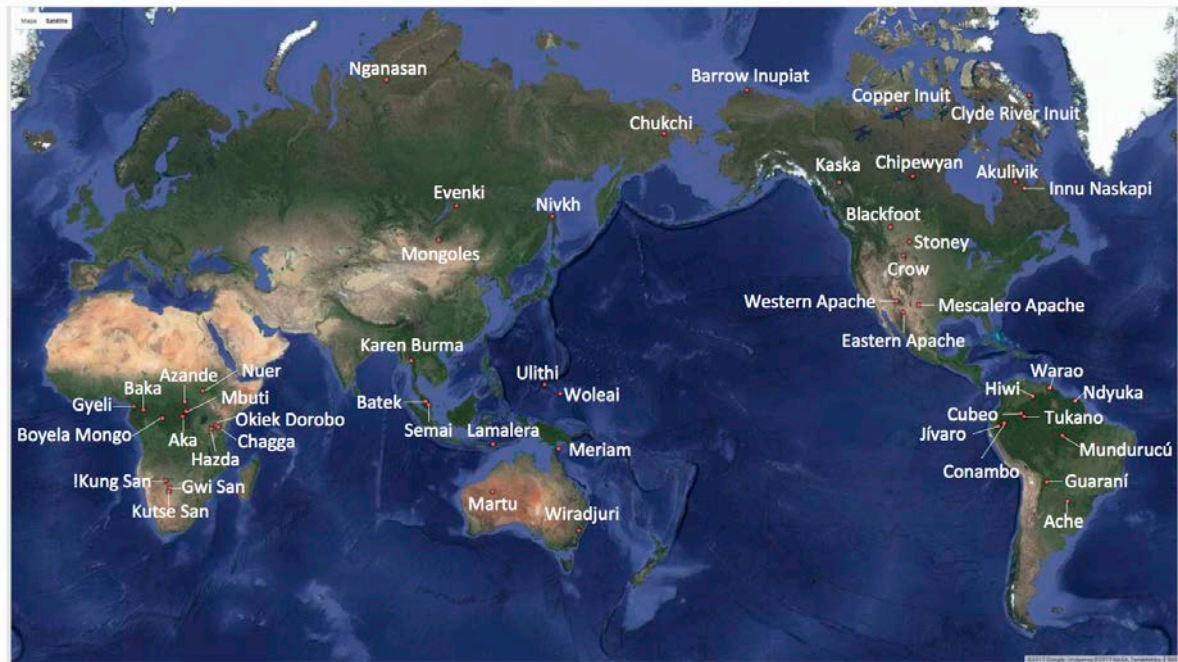 Mapa Satélite
Nganasan
Barrow Inupiat
Copper Inuit
Clyde River Inuit
Chukchi
Kaska
Chipewyan
Akulivik
Innu Naskapi
Evenki
Nivkh
Blackfoot
Stoney
Mongoles
Crow
Western Apache
Mescalero Apache
Eastern Apache
Karen Burma
Nuer
Azande
Baka
Mbuti
Gyeli
Ulithi
Woleai
Warao
Hiwi
Ndyuka
Batek
Okiek Dorobo
Cubeo
Tukano
Boyela Mongo
Aka
Chagga
Semai
Lamalera
Jívaro
Meriam
Mundurucú
Hazda
Conambo
!Kung San
Gwi San
Guaraní
Kutse San
Martu
Wiradjuri
Ache